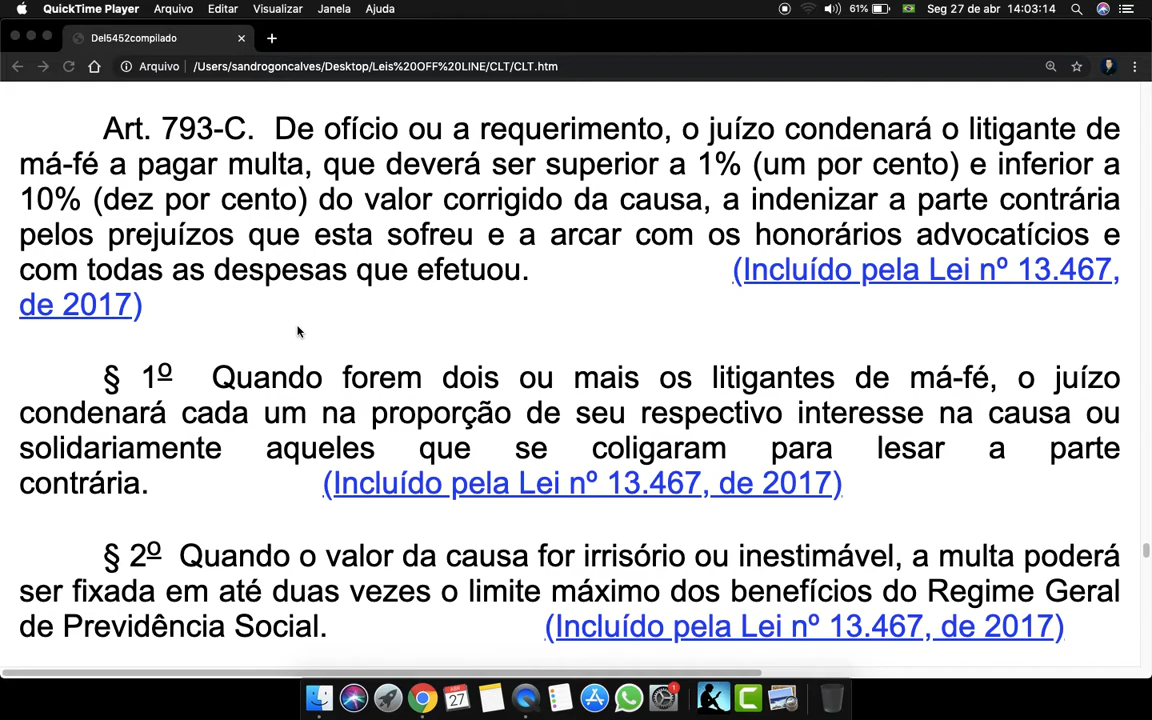 QuickTime Player Arquivo Editar Visualizar Janela Ajuda 61% Seg 27 de abr 14:03:14
Del5452compilado
Arquivo /Users/sandrogoncalves/Desktop/Leis%20OFF%20LINE/CLT/CLT.htm
Art. 793-C. De ofício ou a requerimento, o juízo condenará o litigante de
má-fé a pagar multa, que deverá ser superior a 1% (um por cento) e inferior a
10% (dez por cento) do valor corrigido da causa, a indenizar a parte contrária
pelos prejuízos que esta sofreu e a arcar com os honorários advocatícios e
com todas as despesas que efetuou. (Incluído pela Lei nº 13.467,
de 2017)
§ 1º Quando forem dois ou mais os litigantes de má-fé, o juízo
condenará cada um na proporção de seu respectivo interesse na causa ou
solidariamente aqueles que se coligaram para lesar a parte
contrária. (Incluído pela Lei nº 13.467, de 2017)
§ 2º Quando o valor da causa for irrisório ou inestimável, a multa poderá
ser fixada em até duas vezes o limite máximo dos benefícios do Regime Geral
de Previdência Social. (Incluído pela Lei nº 13.467, de 2017)
ABR
27
1